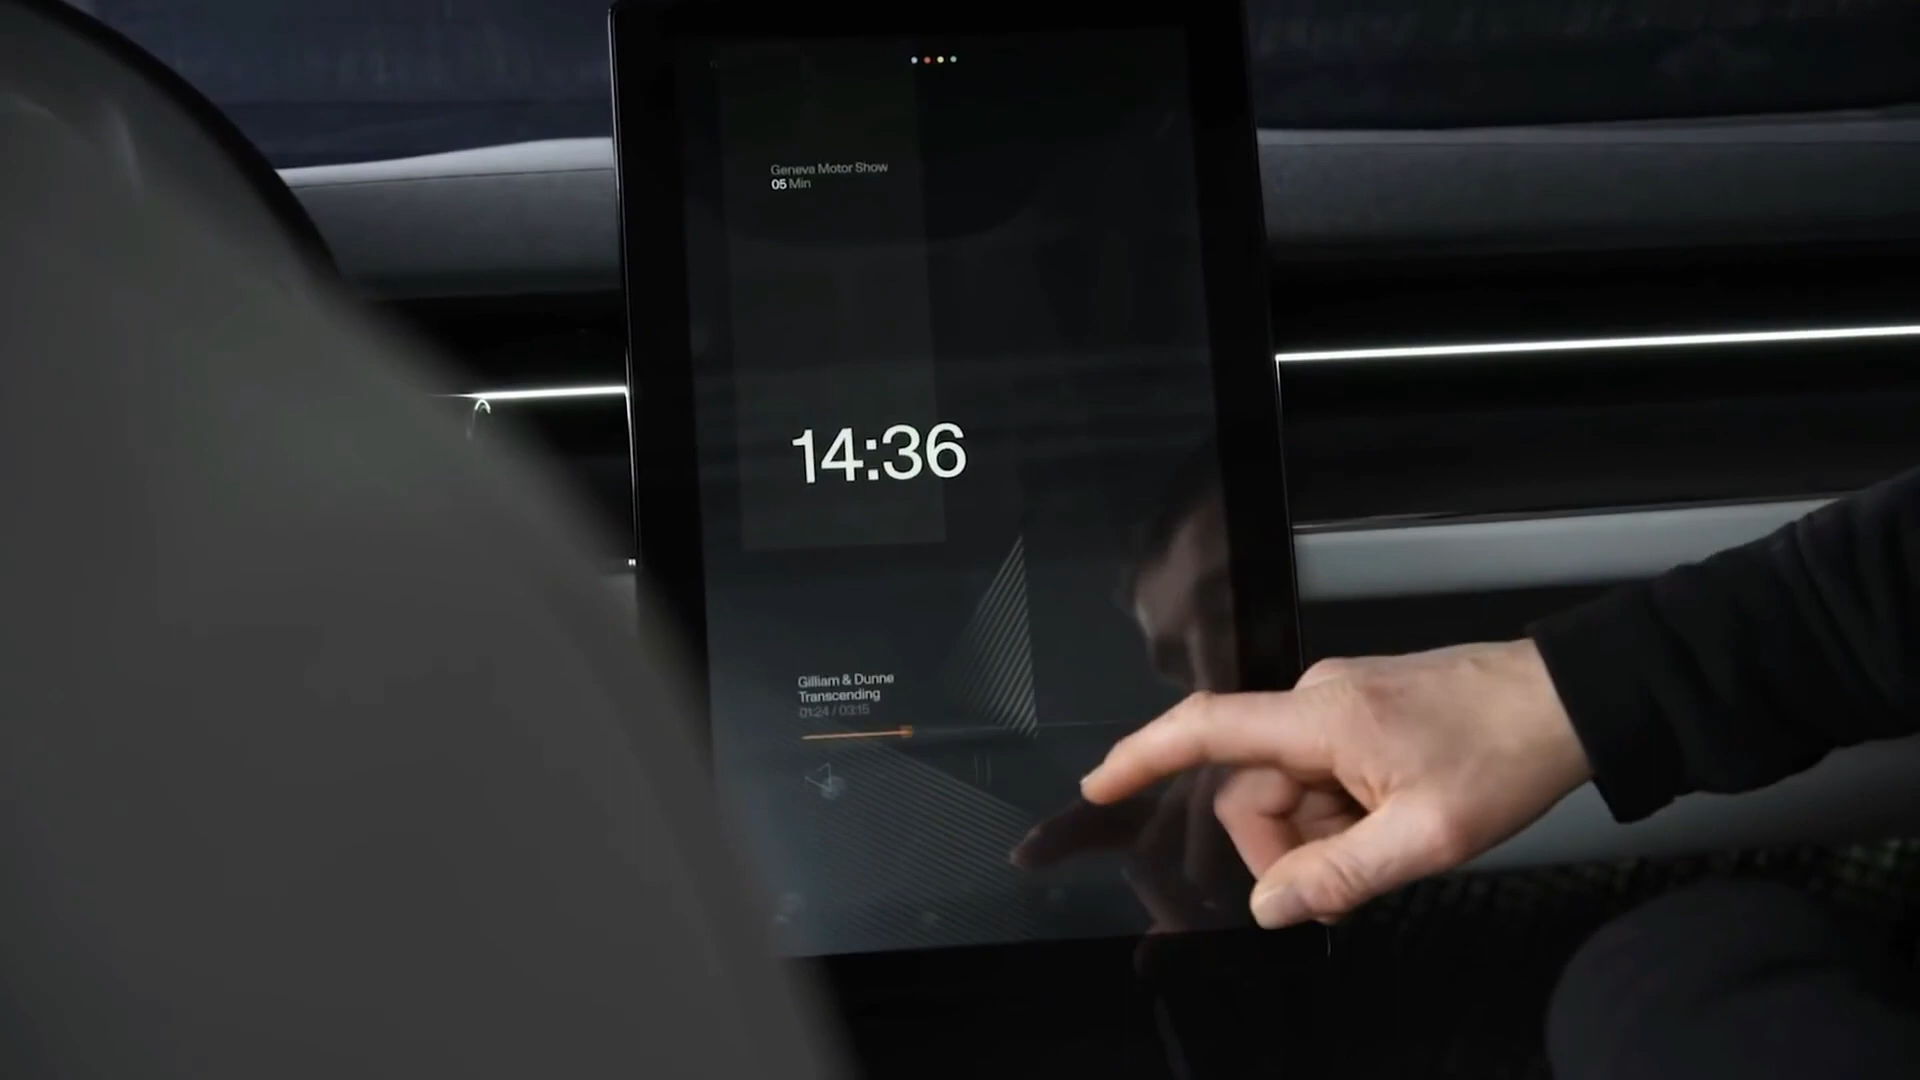 Geneva Motor Show
05 Min
14:36
Gilliam & Dunne
Transcending
01:24 / 03:15